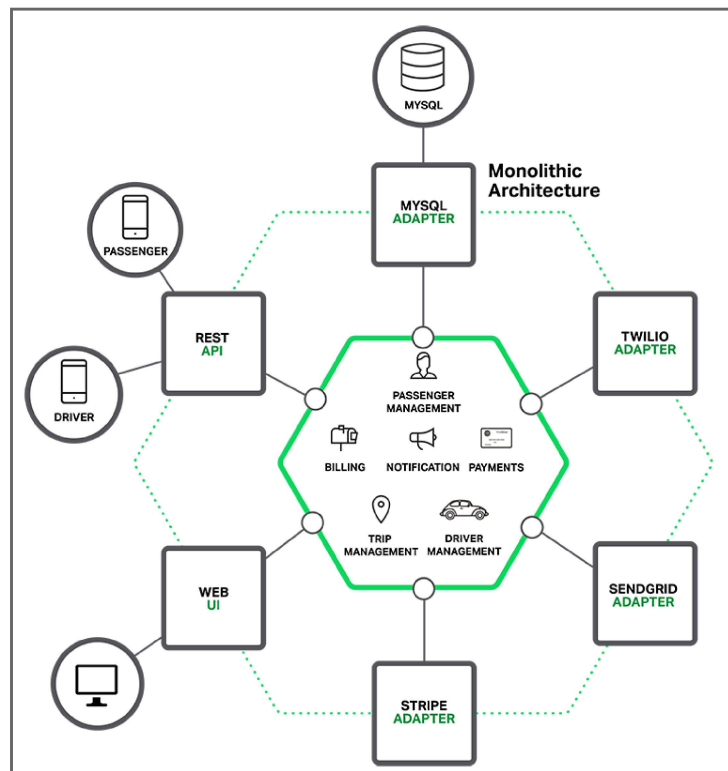 MYSQL
Monolithic
Architecture
MYSQL
ADAPTER
PASSENGER
REST
API
TWILIO
ADAPTER
DRIVER
PASSENGER
MANAGEMENT
BILLING
NOTIFICATION
PAYMENTS
TRIP
MANAGEMENT
DRIVER
MANAGEMENT
WEB
UI
SENDGRID
ADAPTER
STRIPE
ADAPTER